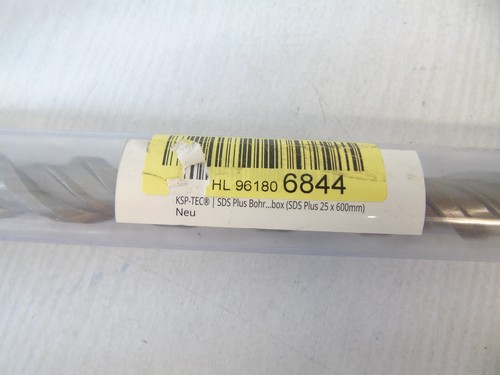 HL 96180 6844
KSP-TEC® | SDS Plus Bohr...box (SDS Plus 25 x 600mm)
Neu